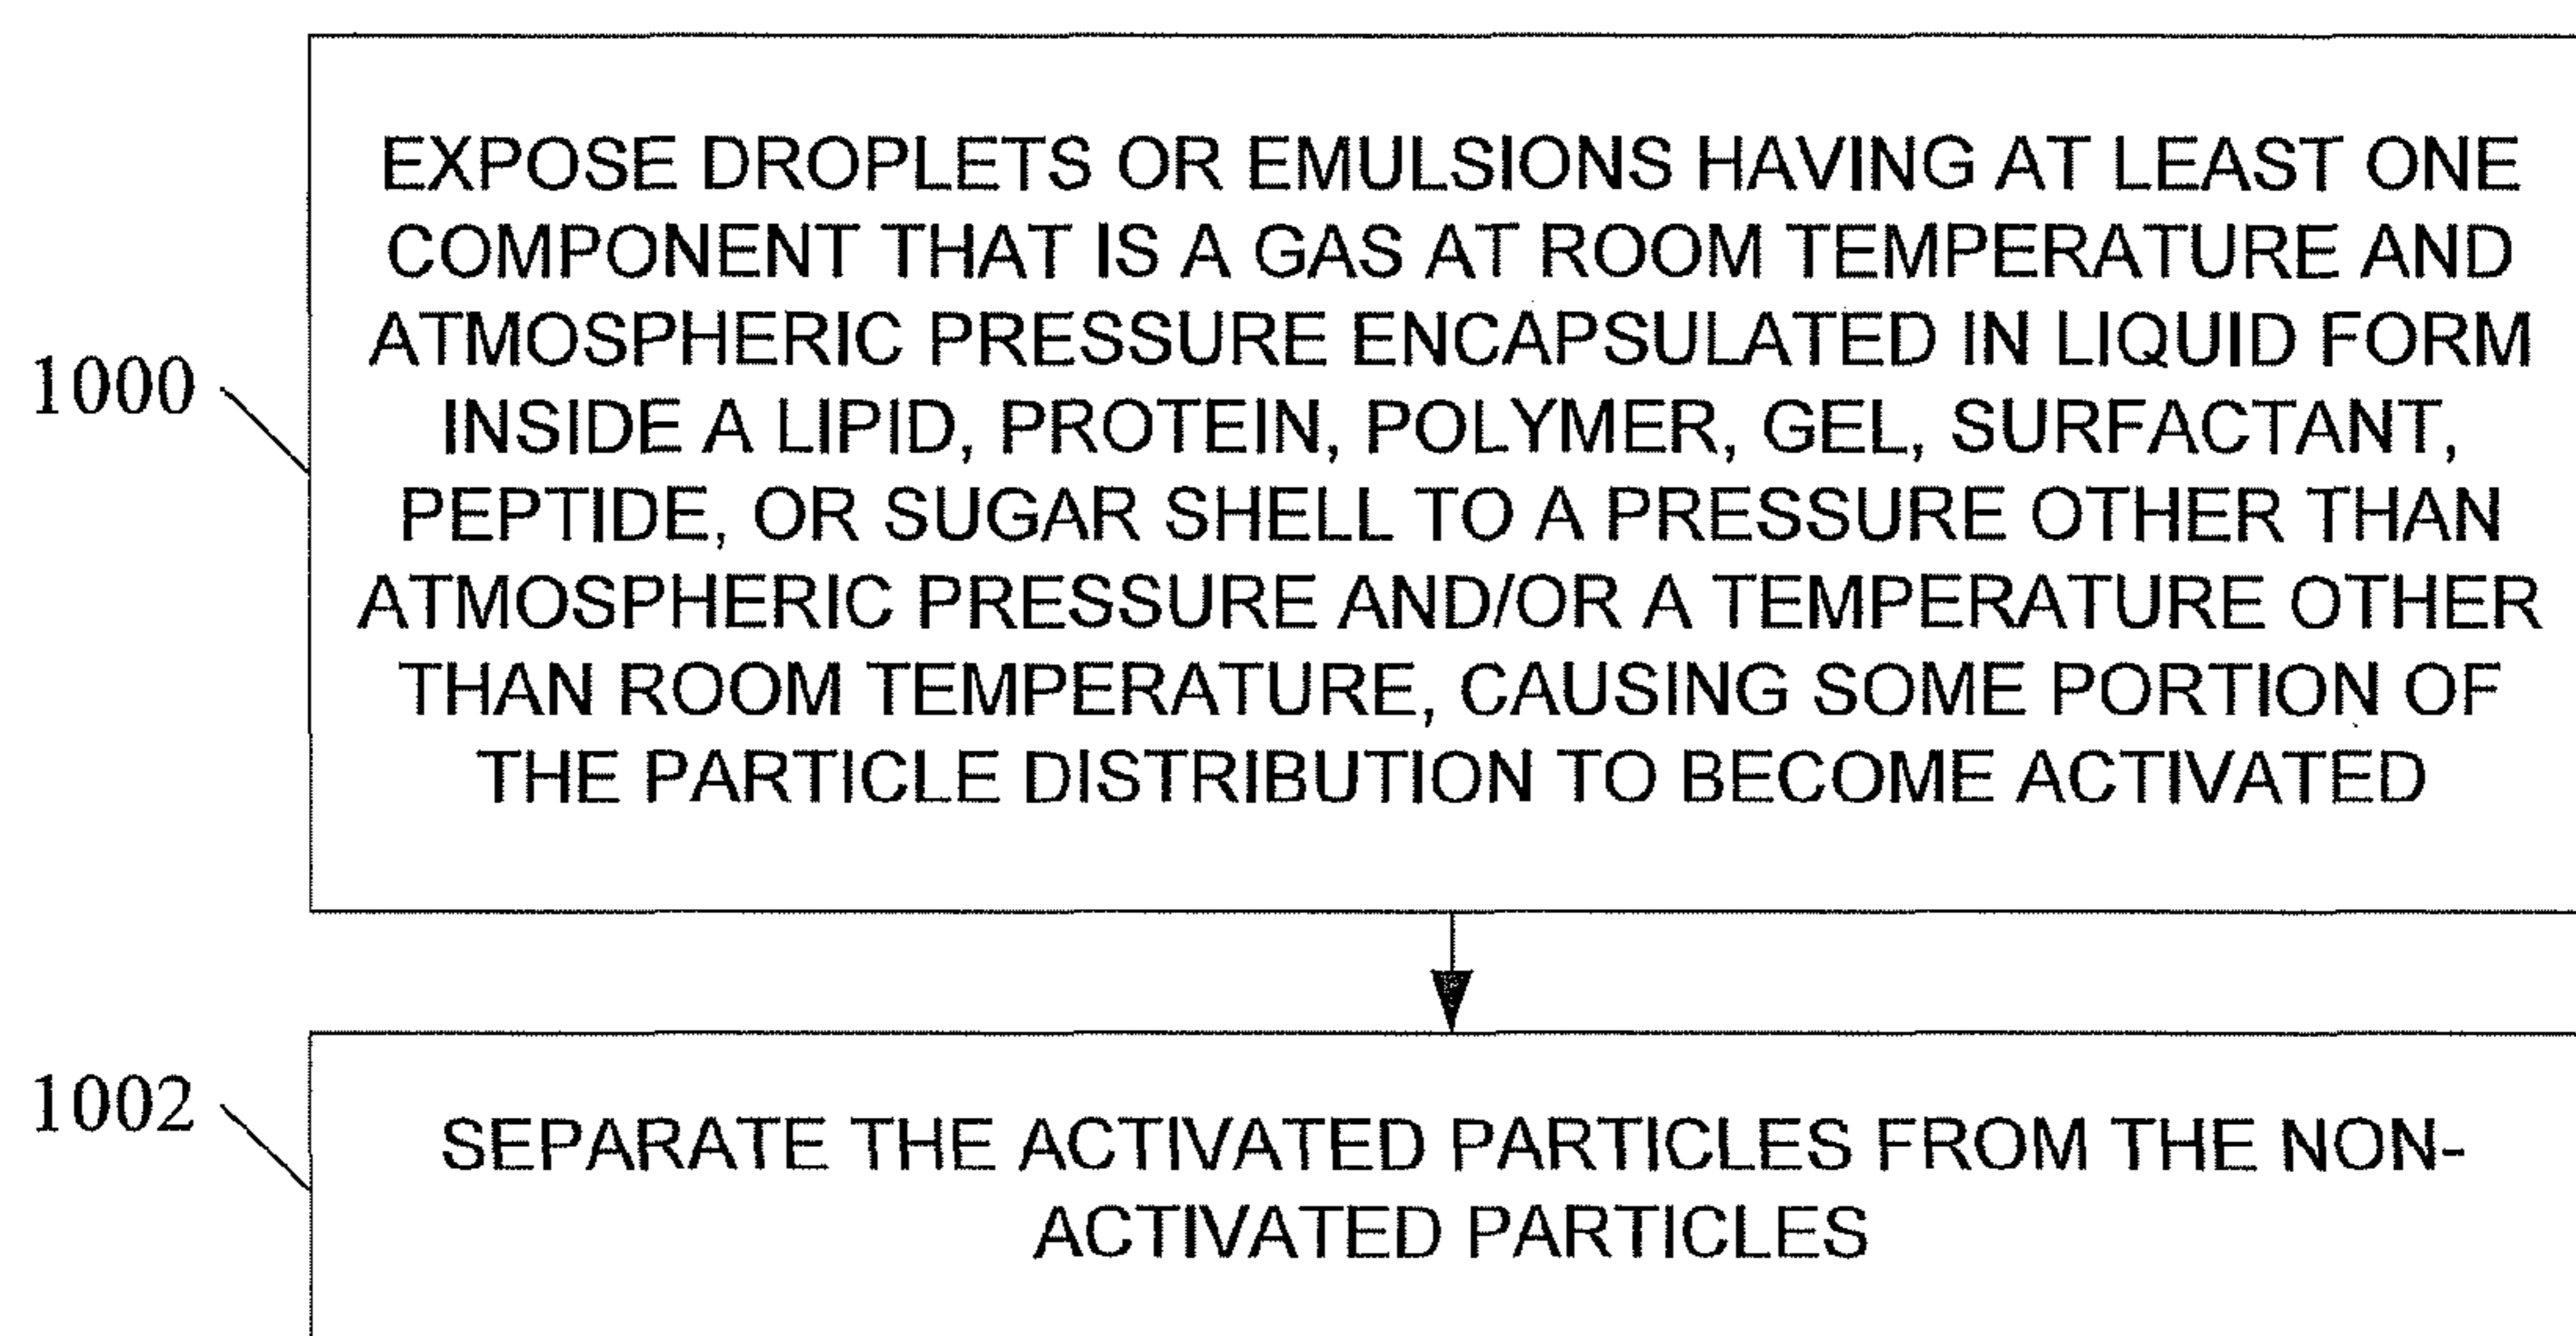 1000
EXPOSE DROPLETS OR EMULSIONS HAVING AT LEAST ONE
COMPONENT THAT IS A GAS AT ROOM TEMPERATURE AND
ATMOSPHERIC PRESSURE ENCAPSULATED IN LIQUID FORM
INSIDE A LIPID, PROTEIN, POLYMER, GEL, SURFACTANT,
PEPTIDE, OR SUGAR SHELL TO A PRESSURE OTHER THAN
ATMOSPHERIC PRESSURE AND/OR A TEMPERATURE OTHER
THAN ROOM TEMPERATURE, CAUSING SOME PORTION OF
THE PARTICLE DISTRIBUTION TO BECOME ACTIVATED
1002
SEPARATE THE ACTIVATED PARTICLES FROM THE NON-
ACTIVATED PARTICLES